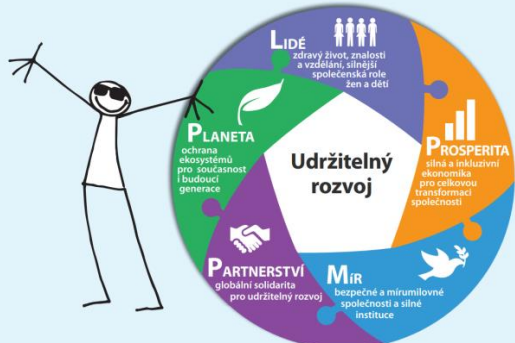 LIDÉ
zdravý život, znalosti
a vzdělání, silnější
společenská role
žen a dětí
PROSPERITA
silná a inkluzivní
ekonomika
pro celkovou
transformaci
společnosti
MÍR
bezpečné a mírumilovné
společnosti a silné
instituce
PARTNERSTVÍ
globální solidarita
pro udržitelný rozvoj
PLANETA
ochrana
ekosystémů
pro současnost
i budoucí
generace
Udržitelný
rozvoj